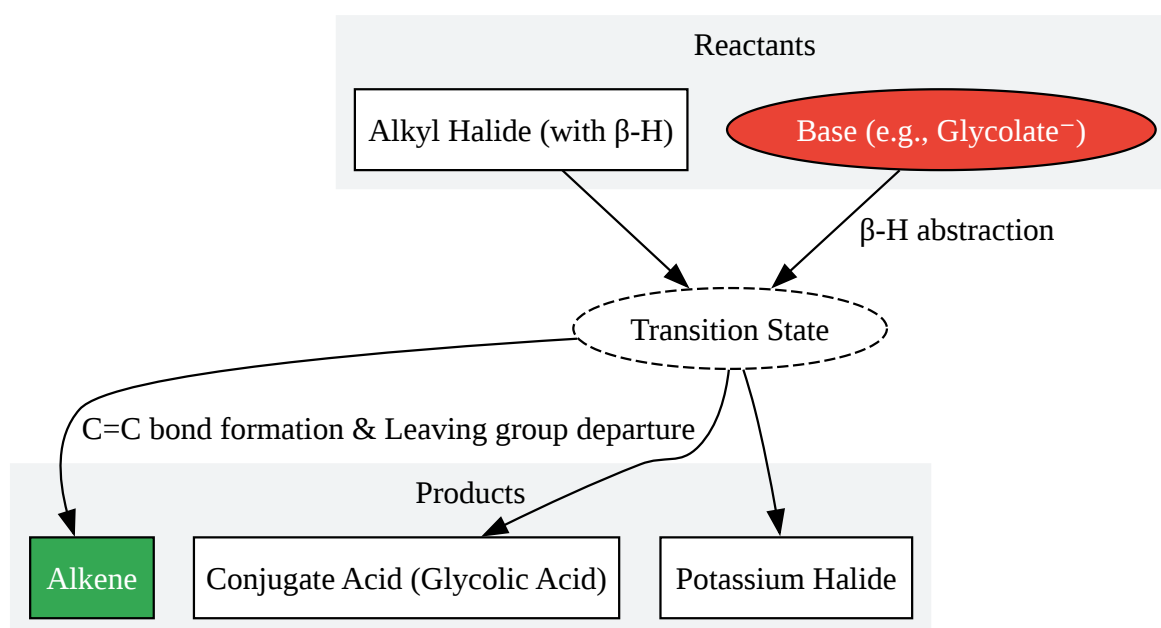 Reactants
Alkyl Halide (with β-H)
Base (e.g., Glycolate⁻)
β-H abstraction
Transition State
C=C bond formation & Leaving group departure
Products
Alkene
Conjugate Acid (Glycolic Acid)
Potassium Halide